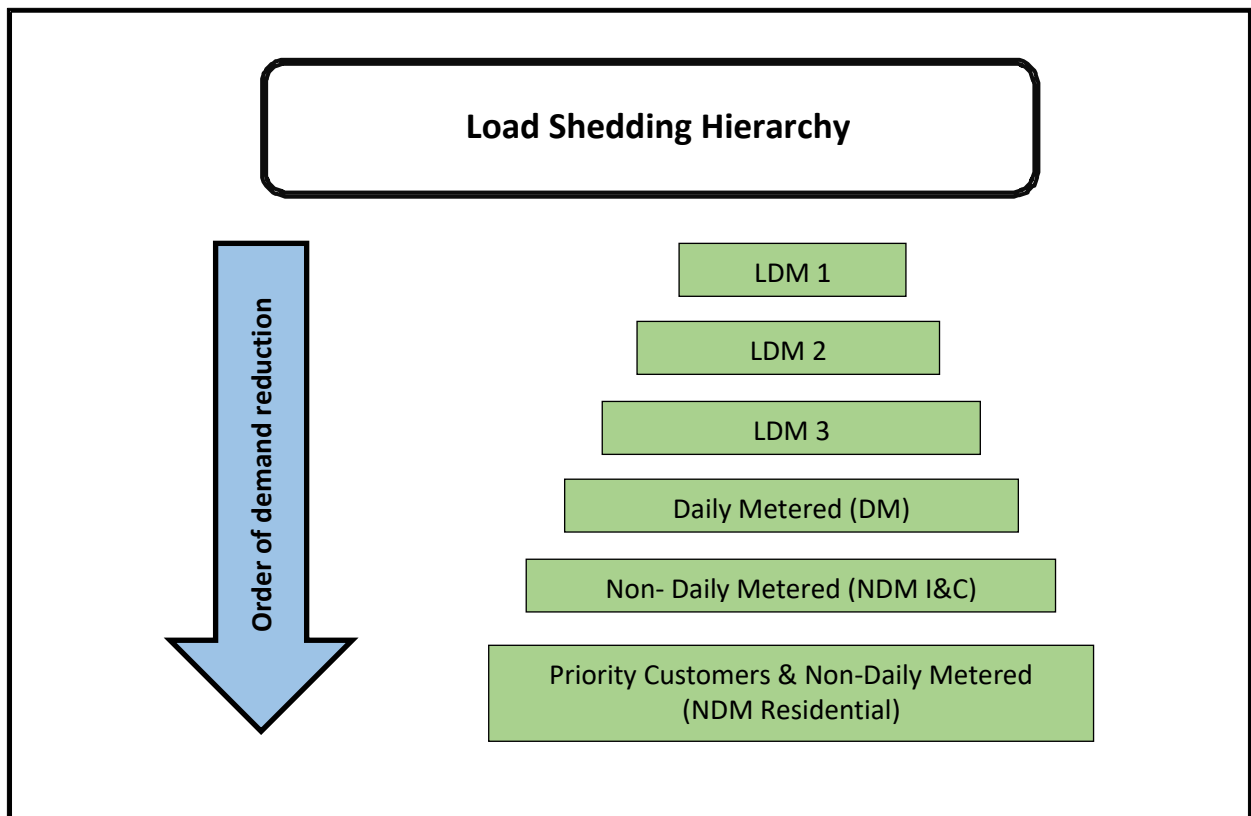 Load Shedding Hierarchy
Order of demand reduction
LDM 1
LDM 2
LDM 3
Daily Metered (DM)
Non- Daily Metered (NDM I&C)
Priority Customers & Non-Daily Metered
(NDM Residential)